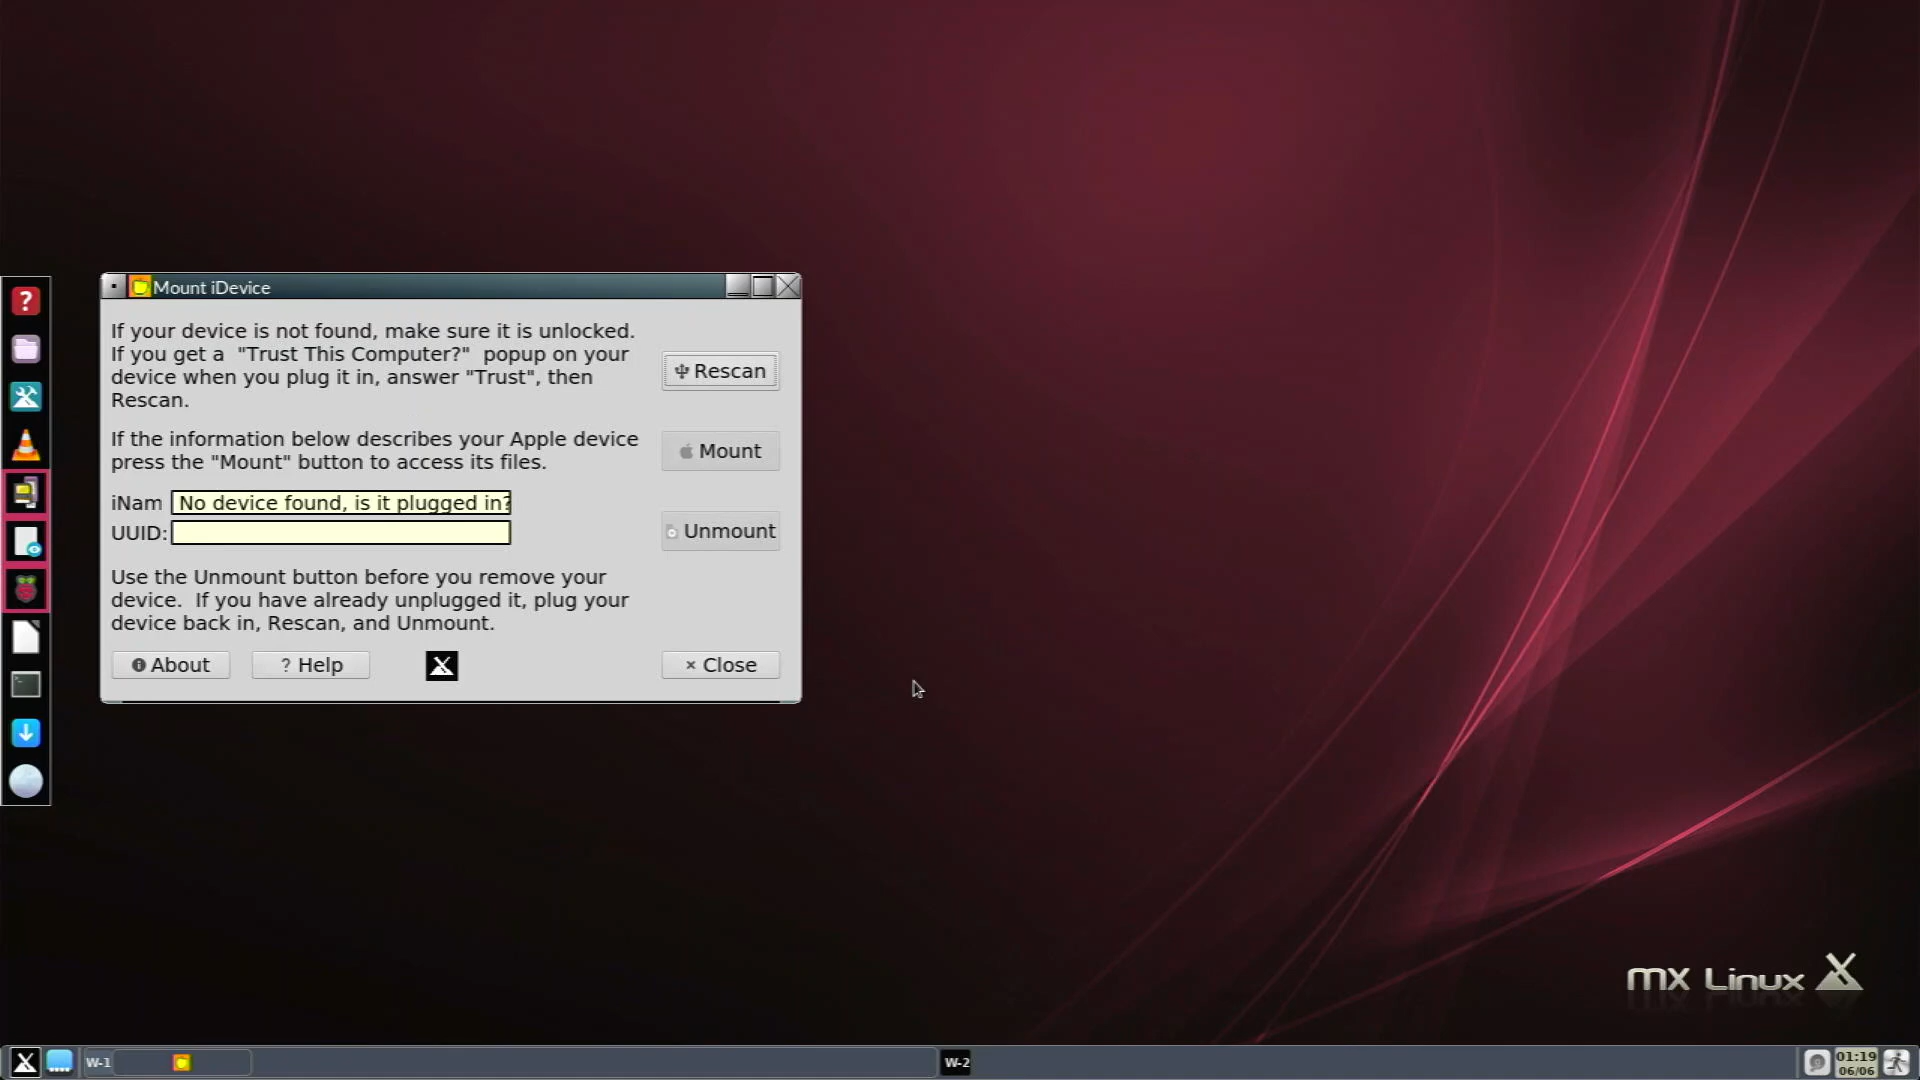 Mount iDevice
If your device is not found, make sure it is unlocked.
If you get a  "Trust This Computer?"  popup on your
device when you plug it in, answer "Trust", then
Rescan.
Rescan
If the information below describes your Apple device
press the "Mount" button to access its files.
Mount
iNam
No device found, is it plugged in?
UUID:
Unmount
Use the Unmount button before you remove your
device.  If you have already unplugged it, plug your
device back in, Rescan, and Unmount.
About
? Help
× Close
MX Linux
W-1
W-2
01:19
06/06